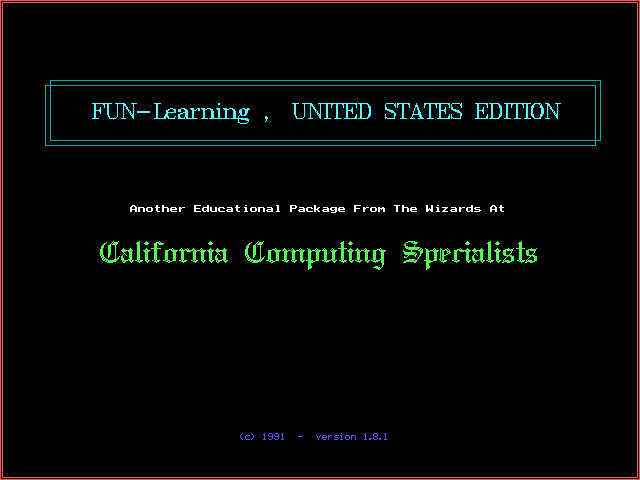 FUN-Learning , UNITED STATES EDITION
Another Educational Package From The Wizards At
California Computing Specialists
(c) 1991 - version 1.8.1